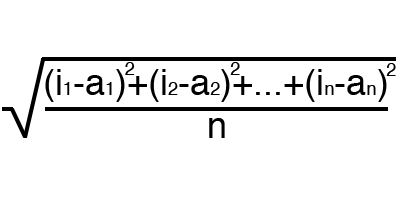 √(i₁-a₁)²+(i₂-a₂)²+...+(iₙ-aₙ)²
n